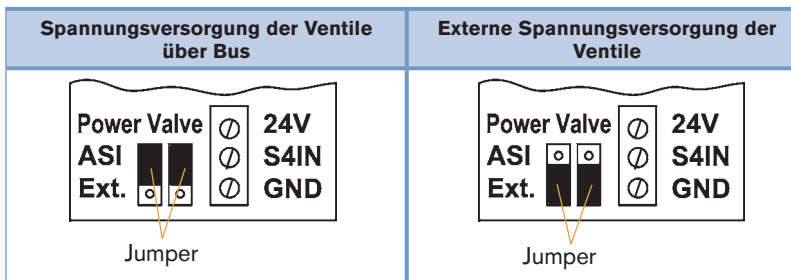 Spannungsversorgung der Ventile
über Bus
Externe Spannungsversorgung der
Ventile
Power Valve 24V
ASI S4IN
Ext. GND
Jumper
Power Valve 24V
ASI S4IN
Ext. GND
Jumper